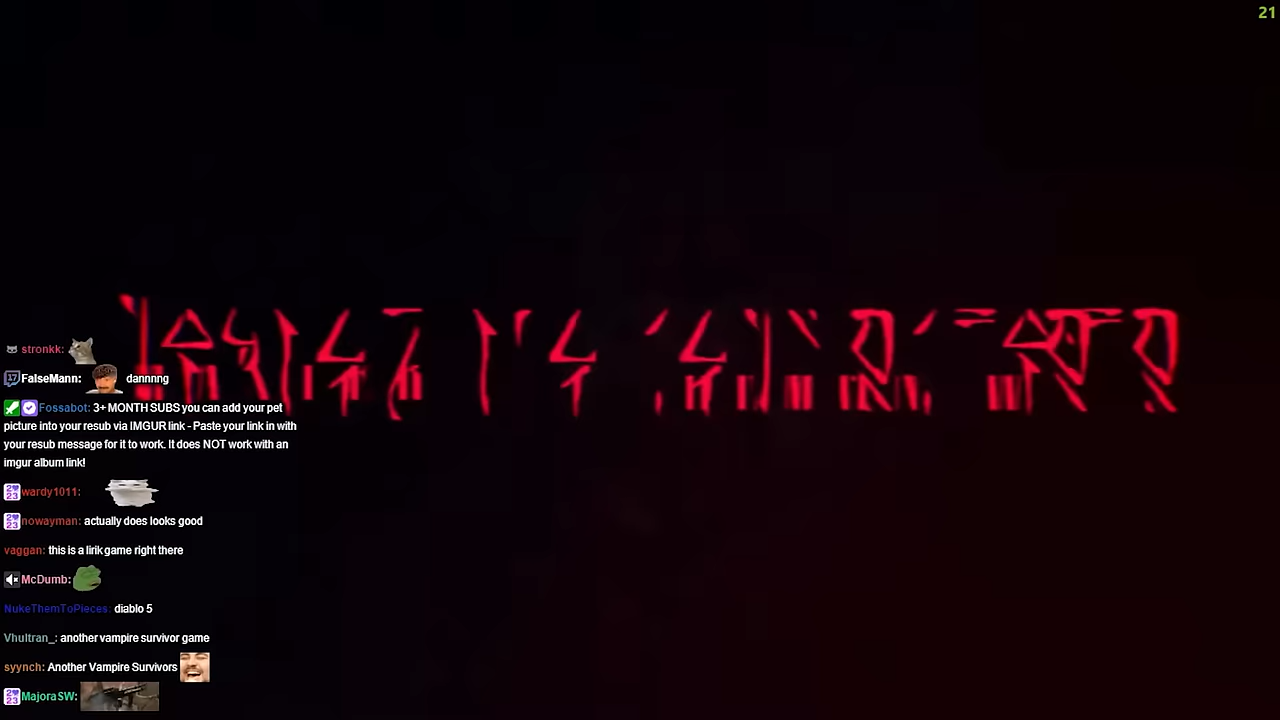 21
stronkk:
FalseMann: dannnng
Fossabot: 3+ MONTH SUBS you can add your pet
picture into your resub via IMGUR link - Paste your link in with
your resub message for it to work. It does NOT work with an
imgur album link!
wardy1011:
nowayman: actually does looks good
vaggan: this is a lirik game right there
McDumb:
NukeThemToPieces: diablo 5
Vhultran_: another vampire survivor game
syynch: Another Vampire Survivors
MajoraSW: